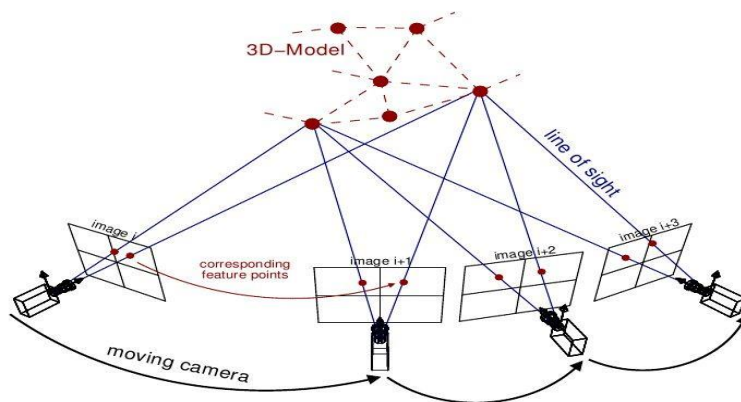 3D-Model
line of sight
image i
image i+1
image i+2
image i+3
corresponding
feature points
moving camera